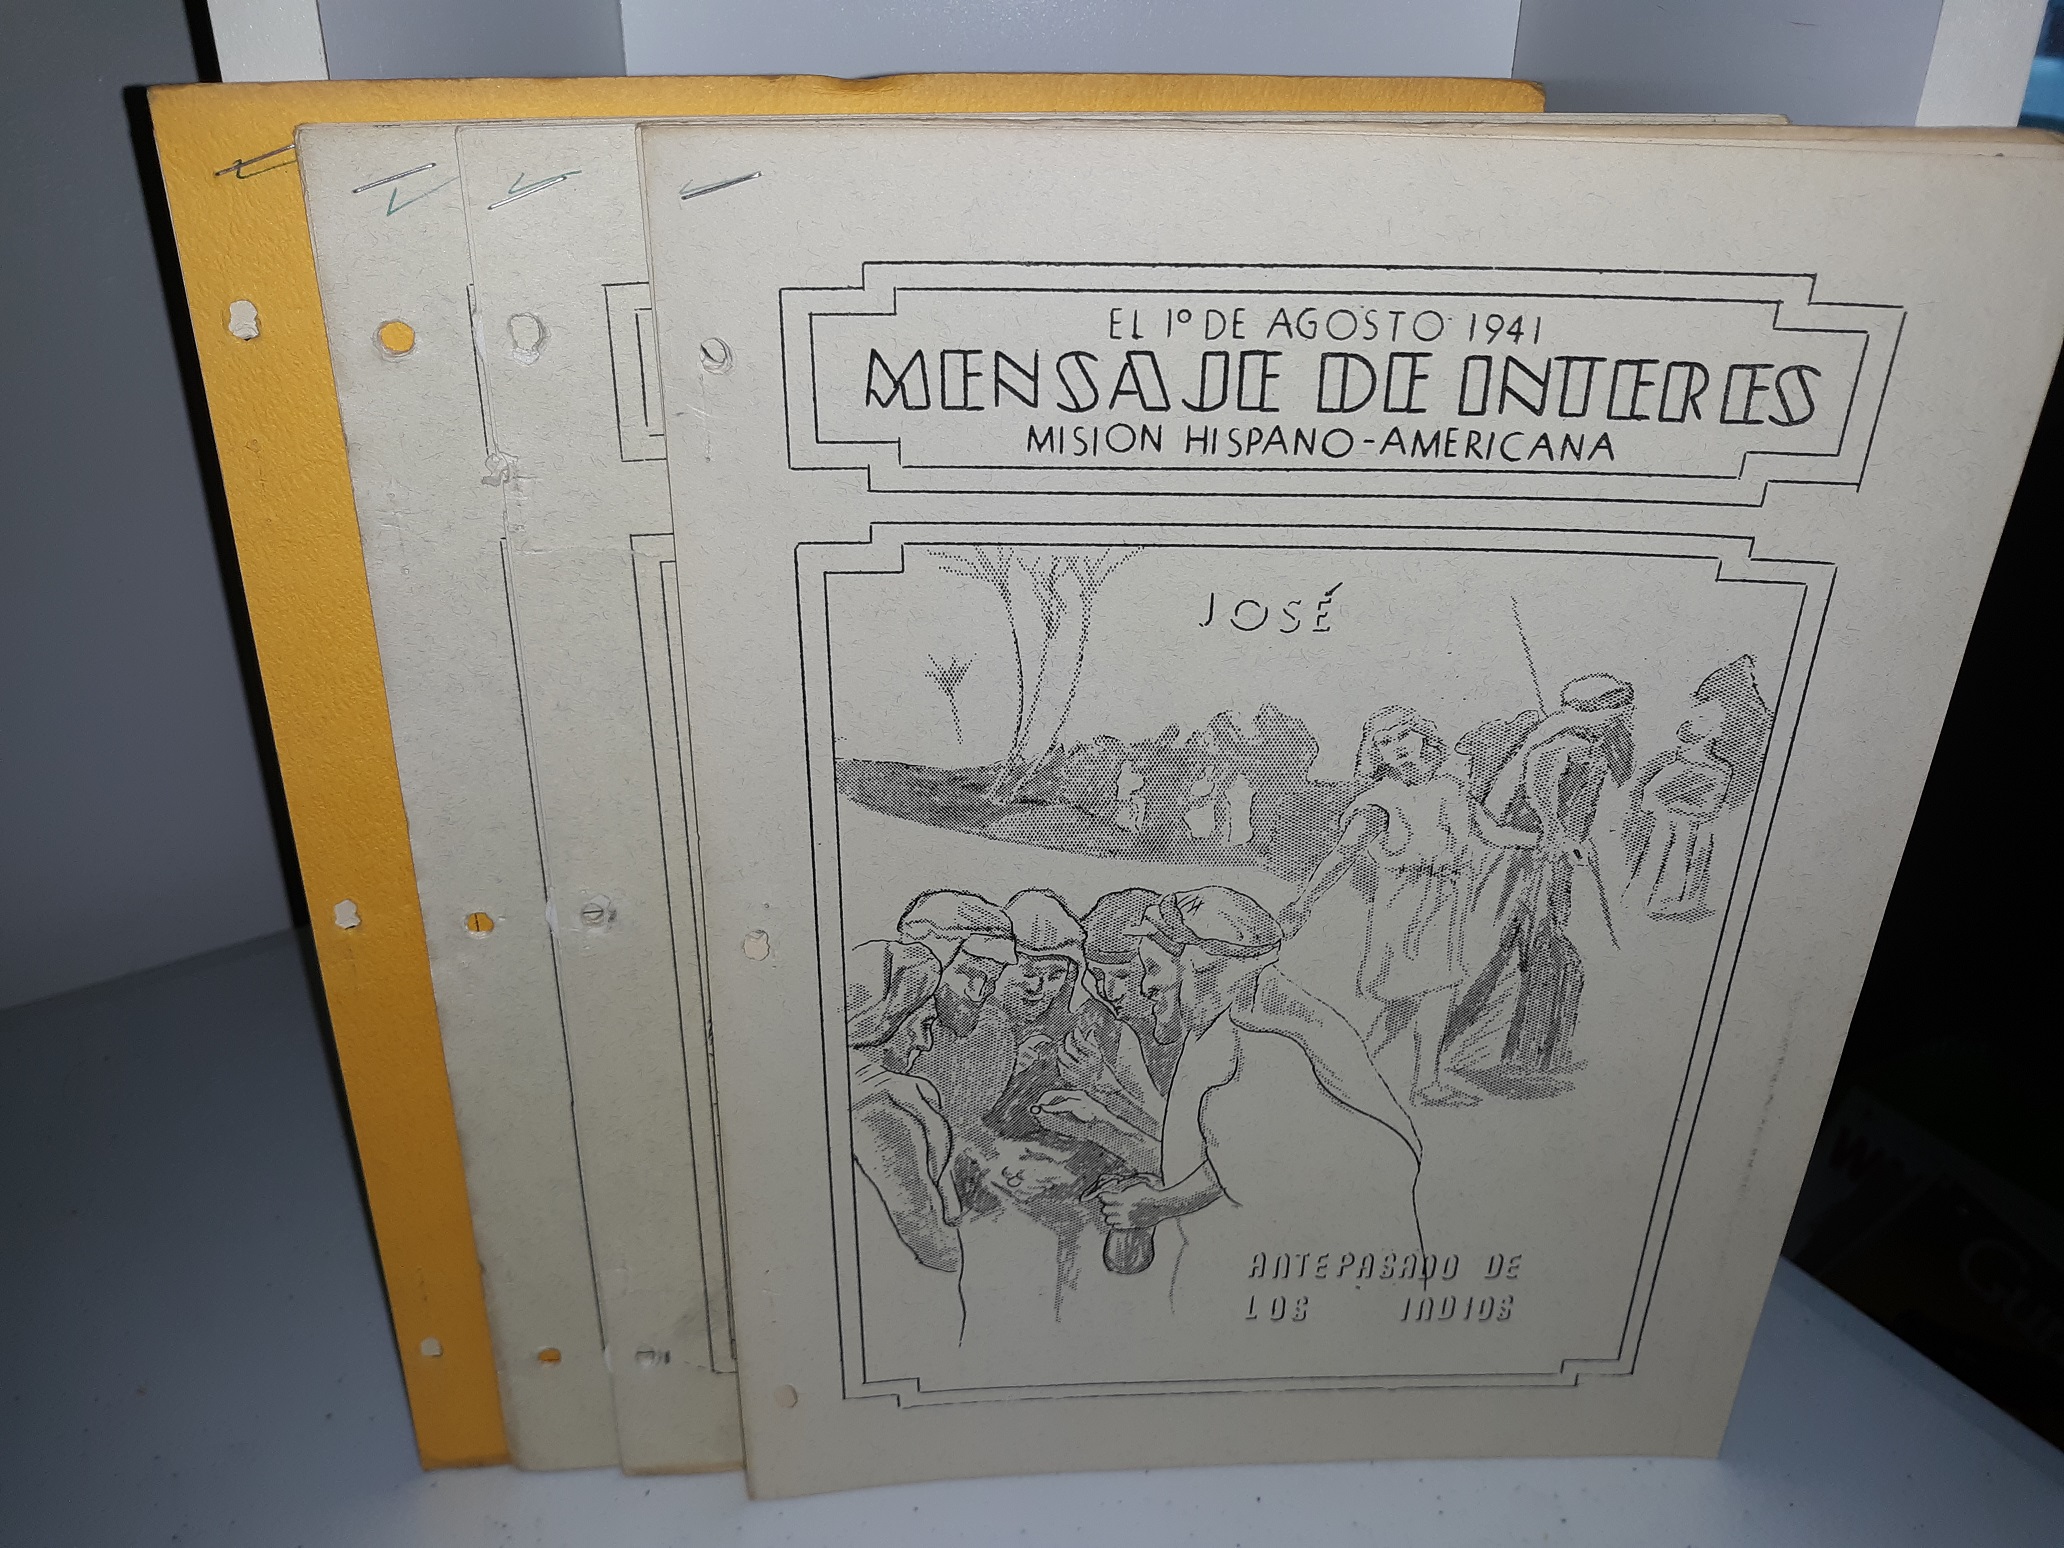 EL 1º DE AGOSTO 1941
MENSAJE DE INTERES
MISION HISPANO-AMERICANA
JOSÉ
ANTEPASADO DE
LOS INDIOS